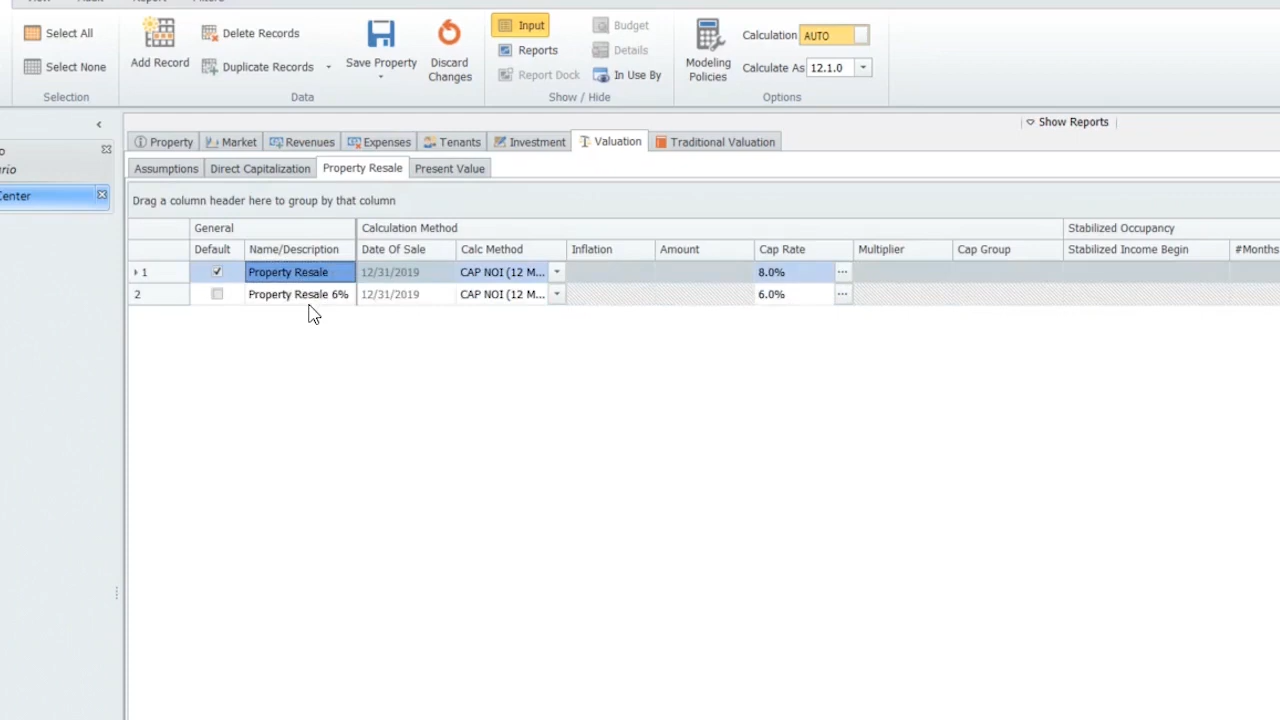 View Audit Report Filters
Select All
Select None
Selection
Add Record
Delete Records
Duplicate Records
Data
Save Property
Discard
Changes
Input
Reports
Report Dock
Budget
Details
In Use By
Show / Hide
Modeling
Policies
Calculation AUTO
Calculate As 12.1.0
Options
Show Reports
Property Market Revenues Expenses Tenants Investment Valuation Traditional Valuation
Assumptions Direct Capitalization Property Resale Present Value
Drag a column header here to group by that column
General Calculation Method Stabilized Occupancy
Default Name/Description Date Of Sale Calc Method Inflation Amount Cap Rate Multiplier Cap Group Stabilized Income Begin #Months
1 Property Resale 12/31/2019 CAP NOI (12 M... 8.0% ...
2 Property Resale 6% 12/31/2019 CAP NOI (12 M... 6.0% ...
Center